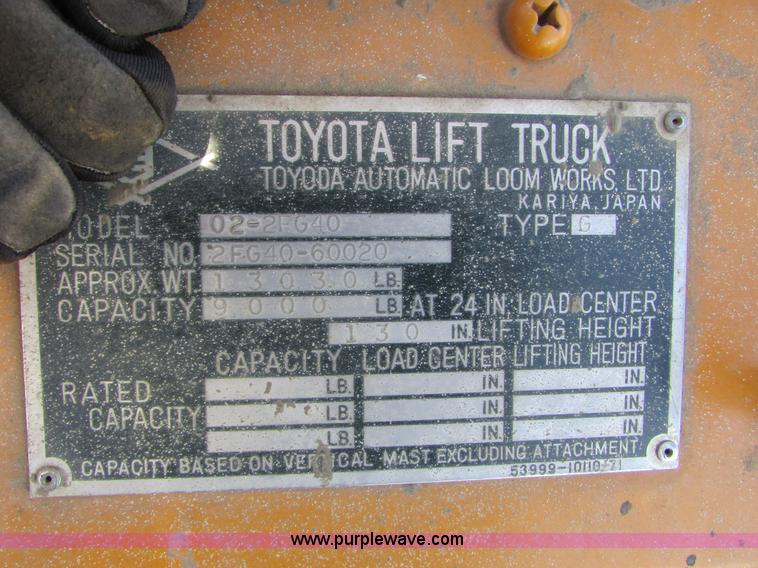 TOYOTA LIFT TRUCK
TOYODA AUTOMATIC LOOM WORKS, LTD.
KARIYA, JAPAN
MODEL 02-2FG40 TYPE G
SERIAL NO. 2FG40-60020
APPROX. WT. 13030 LB.
CAPACITY 9000 LB. AT 24 IN. LOAD CENTER
130 IN. LIFTING HEIGHT
CAPACITY LOAD CENTER LIFTING HEIGHT
RATED CAPACITY
LB. IN. IN.
LB. IN. IN.
LB. IN. IN.
CAPACITY BASED ON VERTICAL MAST EXCLUDING ATTACHMENT
53999-10110-71
www.purplewave.com